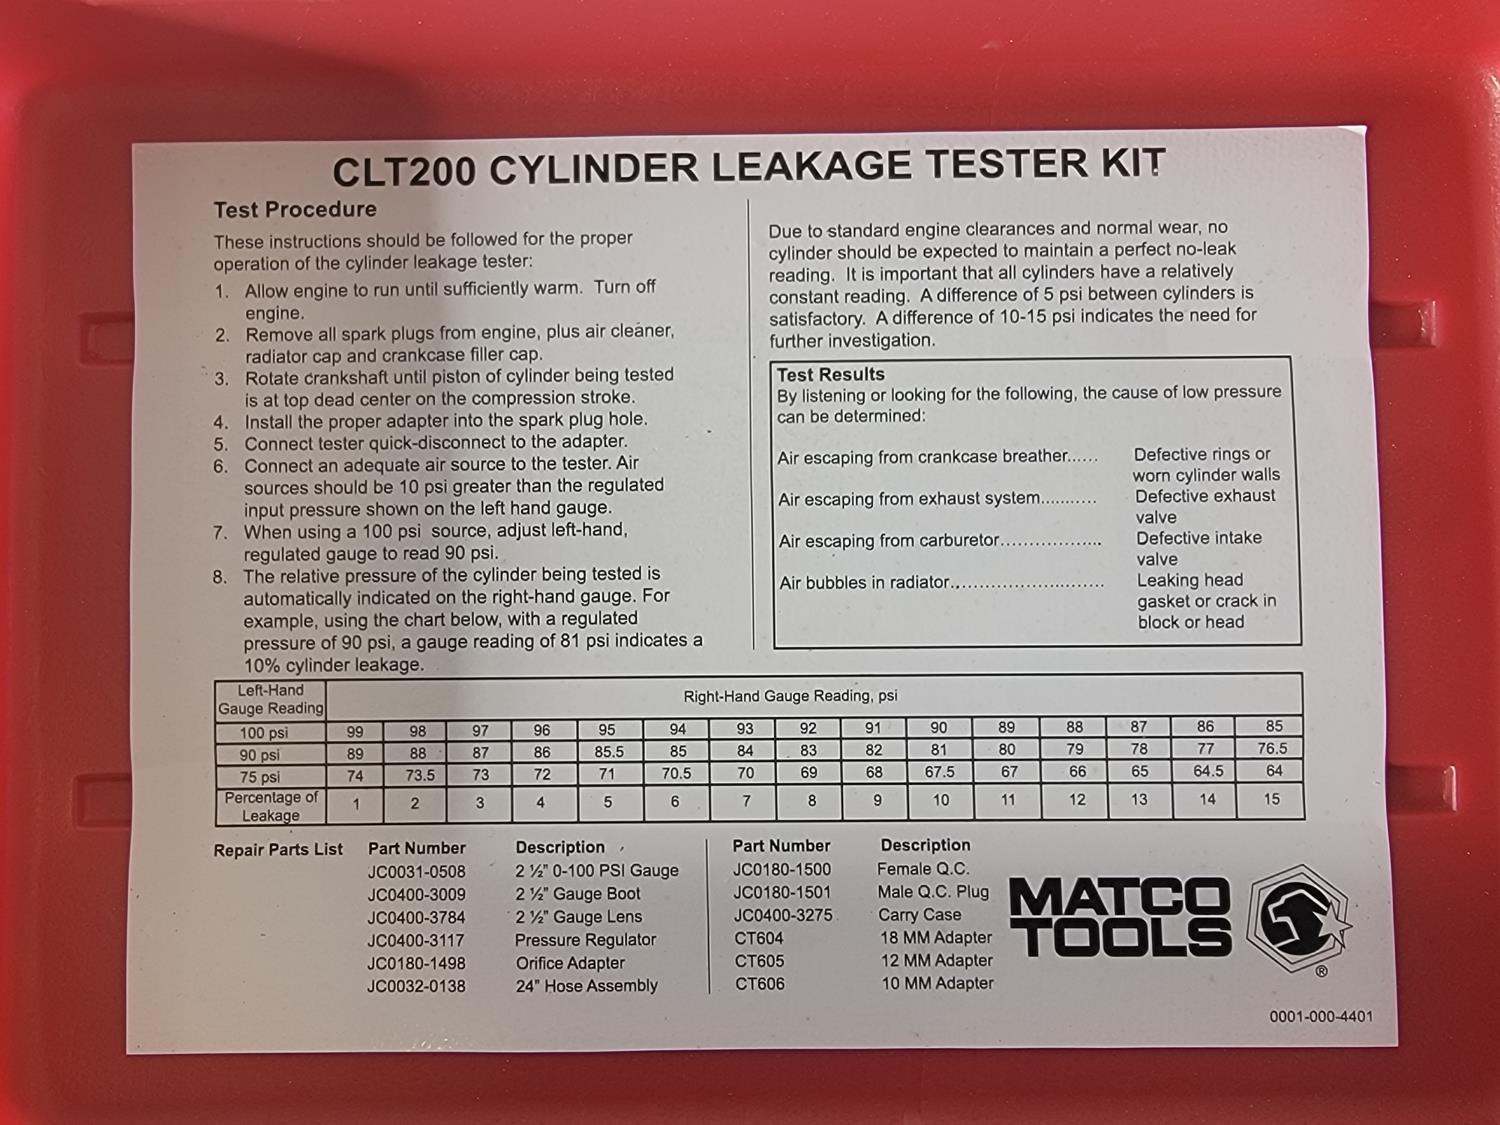 CLT200 CYLINDER LEAKAGE TESTER KIT
Test Procedure
These instructions should be followed for the proper
operation of the cylinder leakage tester:
1. Allow engine to run until sufficiently warm. Turn off
engine.
2. Remove all spark plugs from engine, plus air cleaner,
radiator cap and crankcase filler cap.
3. Rotate crankshaft until piston of cylinder being tested
is at top dead center on the compression stroke.
4. Install the proper adapter into the spark plug hole.
5. Connect tester quick-disconnect to the adapter.
6. Connect an adequate air source to the tester. Air
sources should be 10 psi greater than the regulated
input pressure shown on the left hand gauge.
7. When using a 100 psi source, adjust left-hand,
regulated gauge to read 90 psi.
8. The relative pressure of the cylinder being tested is
automatically indicated on the right-hand gauge. For
example, using the chart below, with a regulated
pressure of 90 psi, a gauge reading of 81 psi indicates a
10% cylinder leakage.
Due to standard engine clearances and normal wear, no
cylinder should be expected to maintain a perfect no-leak
reading. It is important that all cylinders have a relatively
constant reading. A difference of 5 psi between cylinders is
satisfactory. A difference of 10-15 psi indicates the need for
further investigation.
Test Results
By listening or looking for the following, the cause of low pressure
can be determined:
Air escaping from crankcase breather...... Defective rings or
worn cylinder walls
Air escaping from exhaust system........... Defective exhaust
valve
Air escaping from carburetor.................. Defective intake
valve
Air bubbles in radiator........................... Leaking head
gasket or crack in
block or head
Left-Hand
Gauge Reading
Right-Hand Gauge Reading, psi
100 psi 99 98 97 96 95 94 93 92 91 90 89 88 87 86 85
90 psi 89 88 87 86 85.5 85 84 83 82 81 80 79 78 77 76.5
75 psi 74 73.5 73 72 71 70.5 70 69 68 67.5 67 66 65 64.5 64
Percentage of
Leakage
1 2 3 4 5 6 7 8 9 10 11 12 13 14 15
Repair Parts List Part Number Description
JC0031-0508 2 ½" 0-100 PSI Gauge
JC0400-3009 2 ½" Gauge Boot
JC0400-3784 2 ½" Gauge Lens
JC0400-3117 Pressure Regulator
JC0180-1498 Orifice Adapter
JC0032-0138 24" Hose Assembly
Part Number Description
JC0180-1500 Female Q.C.
JC0180-1501 Male Q.C. Plug
JC0400-3275 Carry Case
CT604 18 MM Adapter
CT605 12 MM Adapter
CT606 10 MM Adapter
MATCO
TOOLS
®
0001-000-4401